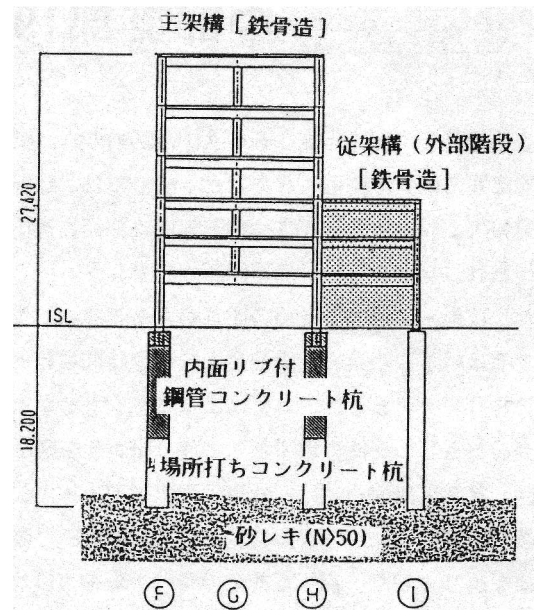 主架構[鉄骨造]
従架構(外部階段)
[鉄骨造]
27,420
1SL
内面リブ付
鋼管コンクリート杭
18,200
場所打ちコンクリート杭
砂レキ(N>50)
F G H I